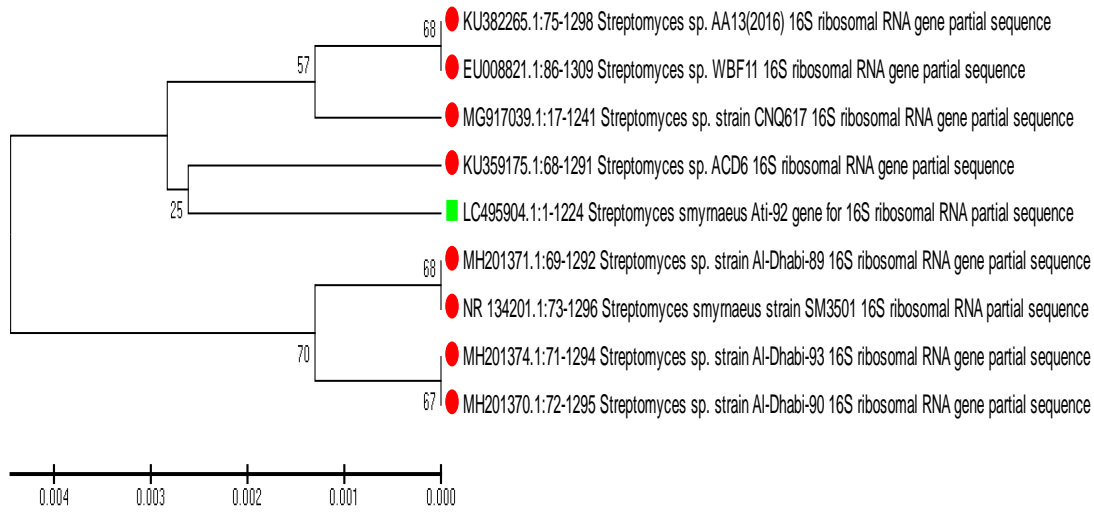 68
KU382265.1:75-1298 Streptomyces sp. AA13(2016) 16S ribosomal RNA gene partial sequence
57
EU008821.1:86-1309 Streptomyces sp. WBF11 16S ribosomal RNA gene partial sequence
MG917039.1:17-1241 Streptomyces sp. strain CNQ617 16S ribosomal RNA gene partial sequence
KU359175.1:68-1291 Streptomyces sp. ACD6 16S ribosomal RNA gene partial sequence
25
LC495904.1:1-1224 Streptomyces smyrnaeus Ati-92 gene for 16S ribosomal RNA partial sequence
68
MH201371.1:69-1292 Streptomyces sp. strain Al-Dhabi-89 16S ribosomal RNA gene partial sequence
NR 134201.1:73-1296 Streptomyces smyrnaeus strain SM3501 16S ribosomal RNA partial sequence
70
MH201374.1:71-1294 Streptomyces sp. strain Al-Dhabi-93 16S ribosomal RNA gene partial sequence
67
MH201370.1:72-1295 Streptomyces sp. strain Al-Dhabi-90 16S ribosomal RNA gene partial sequence
0.004 0.003 0.002 0.001 0.000